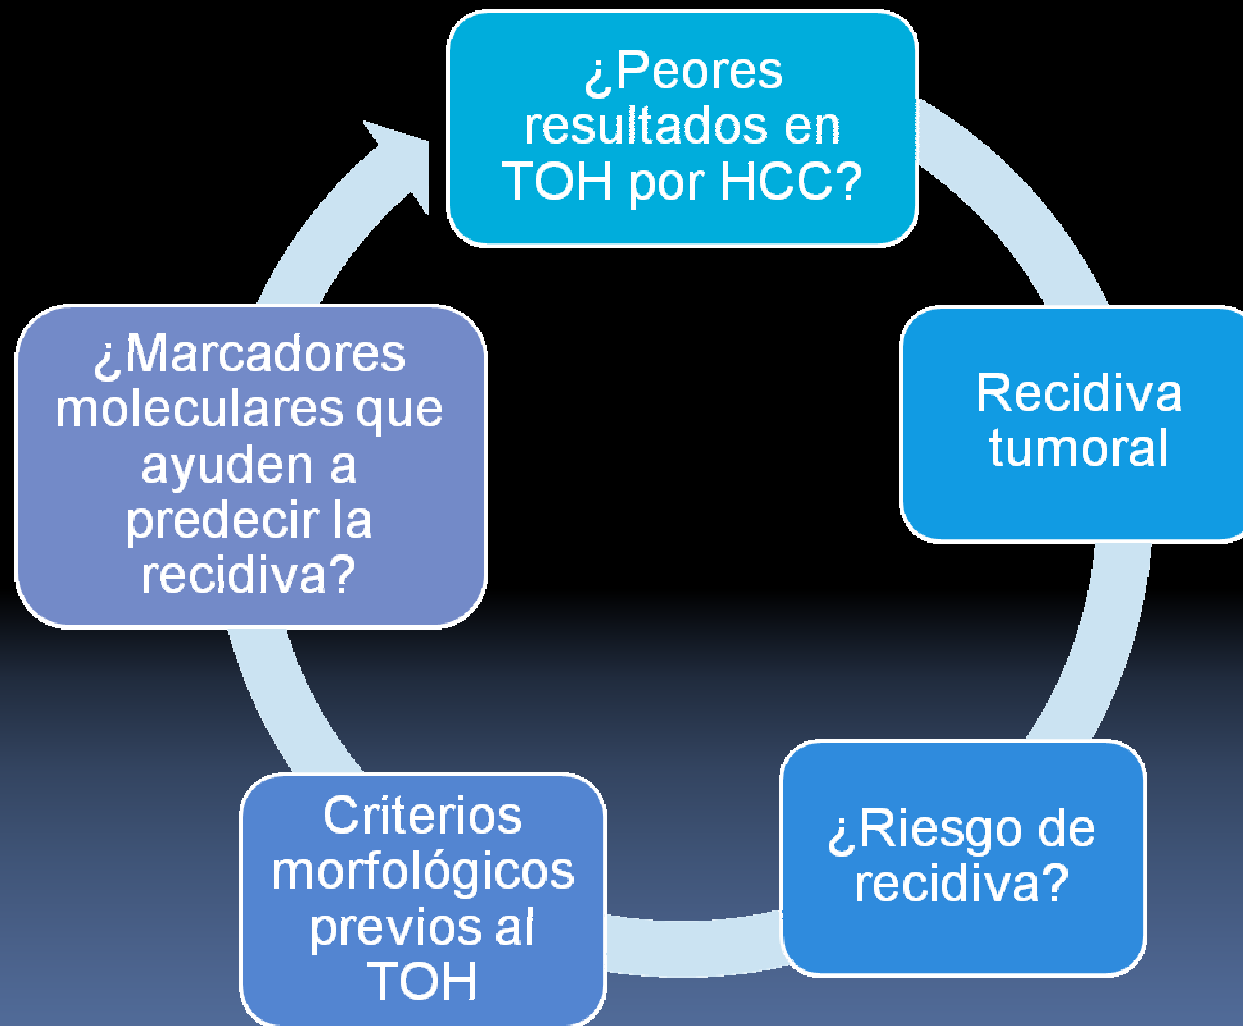 ¿Peores
resultados en
TOH por HCC?
Recidiva
tumoral
¿Riesgo de
recidiva?
Criterios
morfológicos
previos al
TOH
¿Marcadores
moleculares que
ayuden a
predecir la
recidiva?